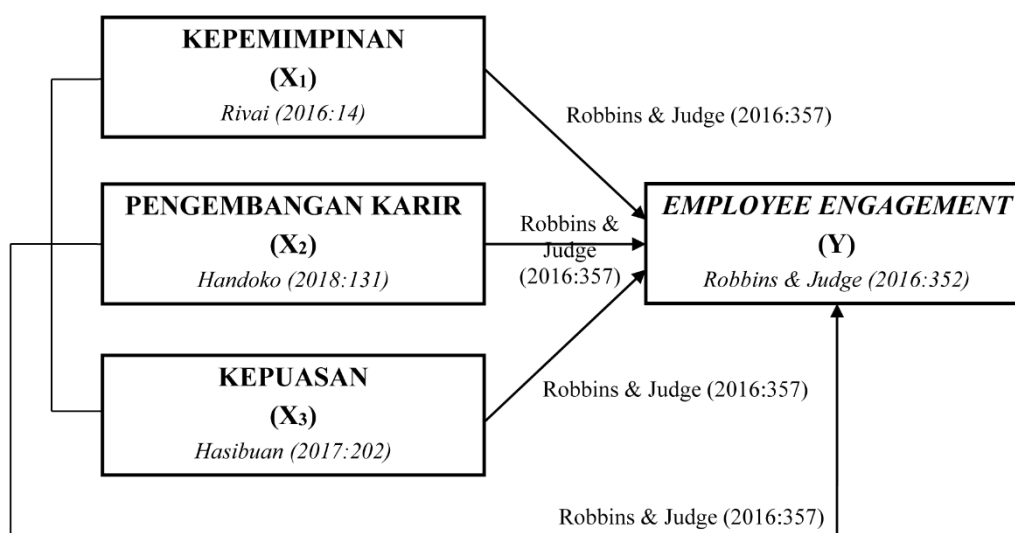 KEPEMIMPINAN
(X1)
Rivai (2016:14)
Robbins & Judge (2016:357)
PENGEMBANGAN KARIR
(X2)
Handoko (2018:131)
Robbins &
Judge
(2016:357)
EMPLOYEE ENGAGEMENT
(Y)
Robbins & Judge (2016:352)
KEPUASAN
(X3)
Hasibuan (2017:202)
Robbins & Judge (2016:357)
Robbins & Judge (2016:357)